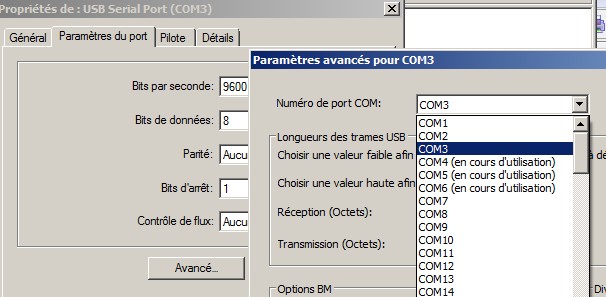 Propriétés de : USB Serial Port (COM3)
Général
Paramètres du port
Pilote
Détails
Bits par seconde:
9600
Bits de données:
8
Parité:
Aucu
Bits d'arrêt:
1
Contrôle de flux:
Aucu
Avancé...
Paramètres avancés pour COM3
Numéro de port COM:
COM3
COM1
COM2
COM3
COM4 (en cours d'utilisation)
COM5 (en cours d'utilisation)
COM6 (en cours d'utilisation)
COM7
COM8
COM9
COM10
COM11
COM12
COM13
COM14
Longueurs des trames USB
Choisir une valeur faible afin
à dé
Choisir une valeur haute afin
Réception (Octets):
Transmission (Octets):
Options BM
Div